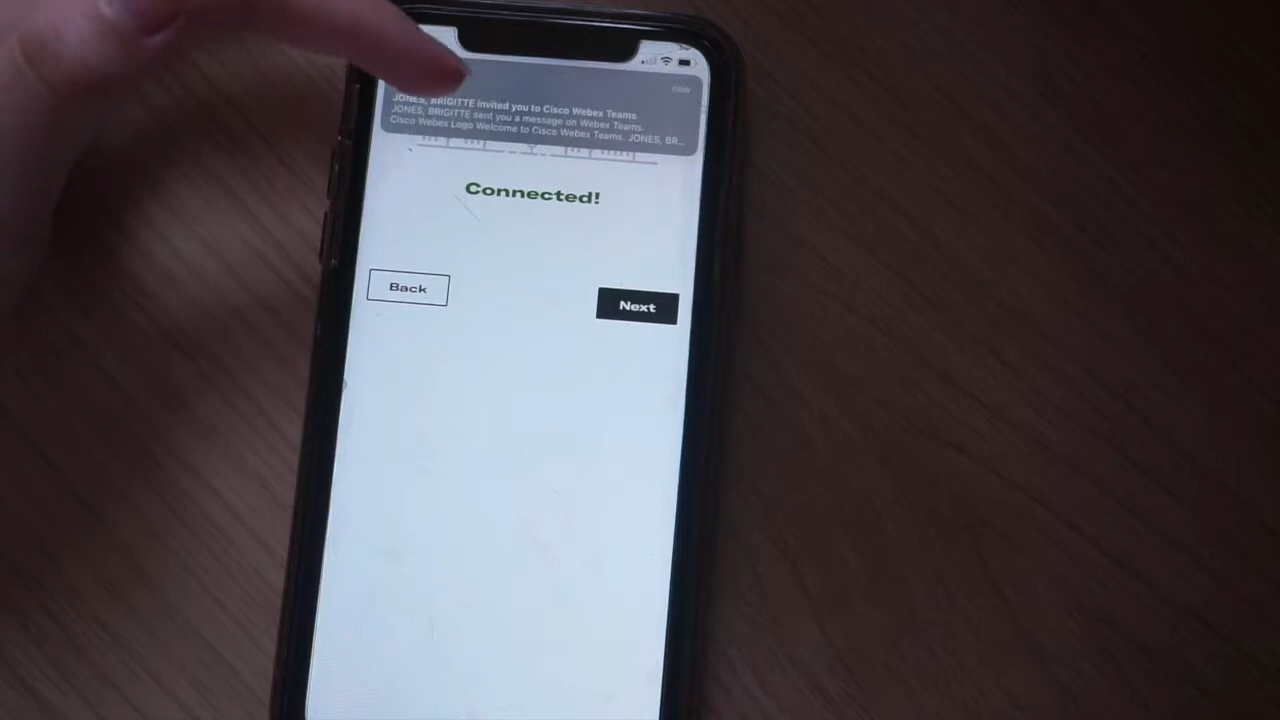 now
JONES, BRIGITTE invited you to Cisco Webex Teams
JONES, BRIGITTE sent you a message on Webex Teams.
Cisco Webex Logo Welcome to Cisco Webex Teams. JONES, BR...
Connected!
Back
Next